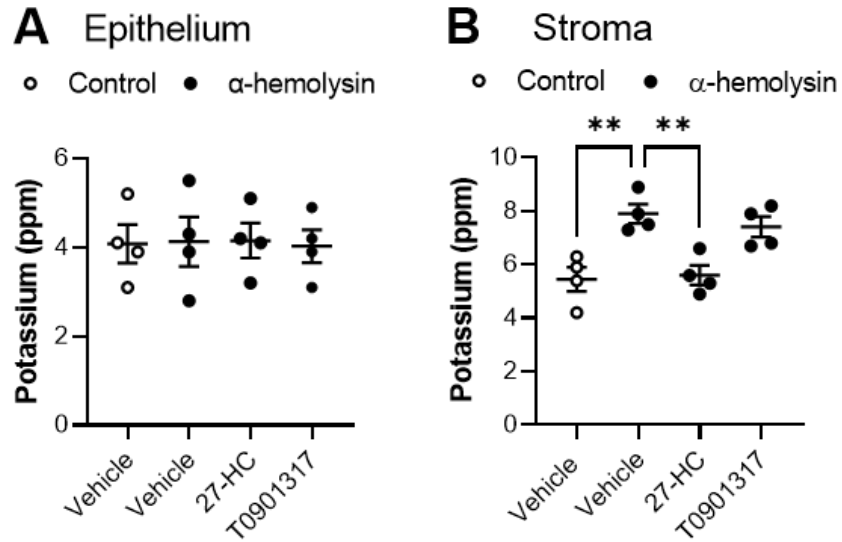 A Epithelium
Control α-hemolysin
Potassium (ppm)
6
4
2
0
Vehicle
Vehicle
27-HC
T0901317
B Stroma
Control α-hemolysin
** **
Potassium (ppm)
10
8
6
4
2
0
Vehicle
Vehicle
27-HC
T0901317